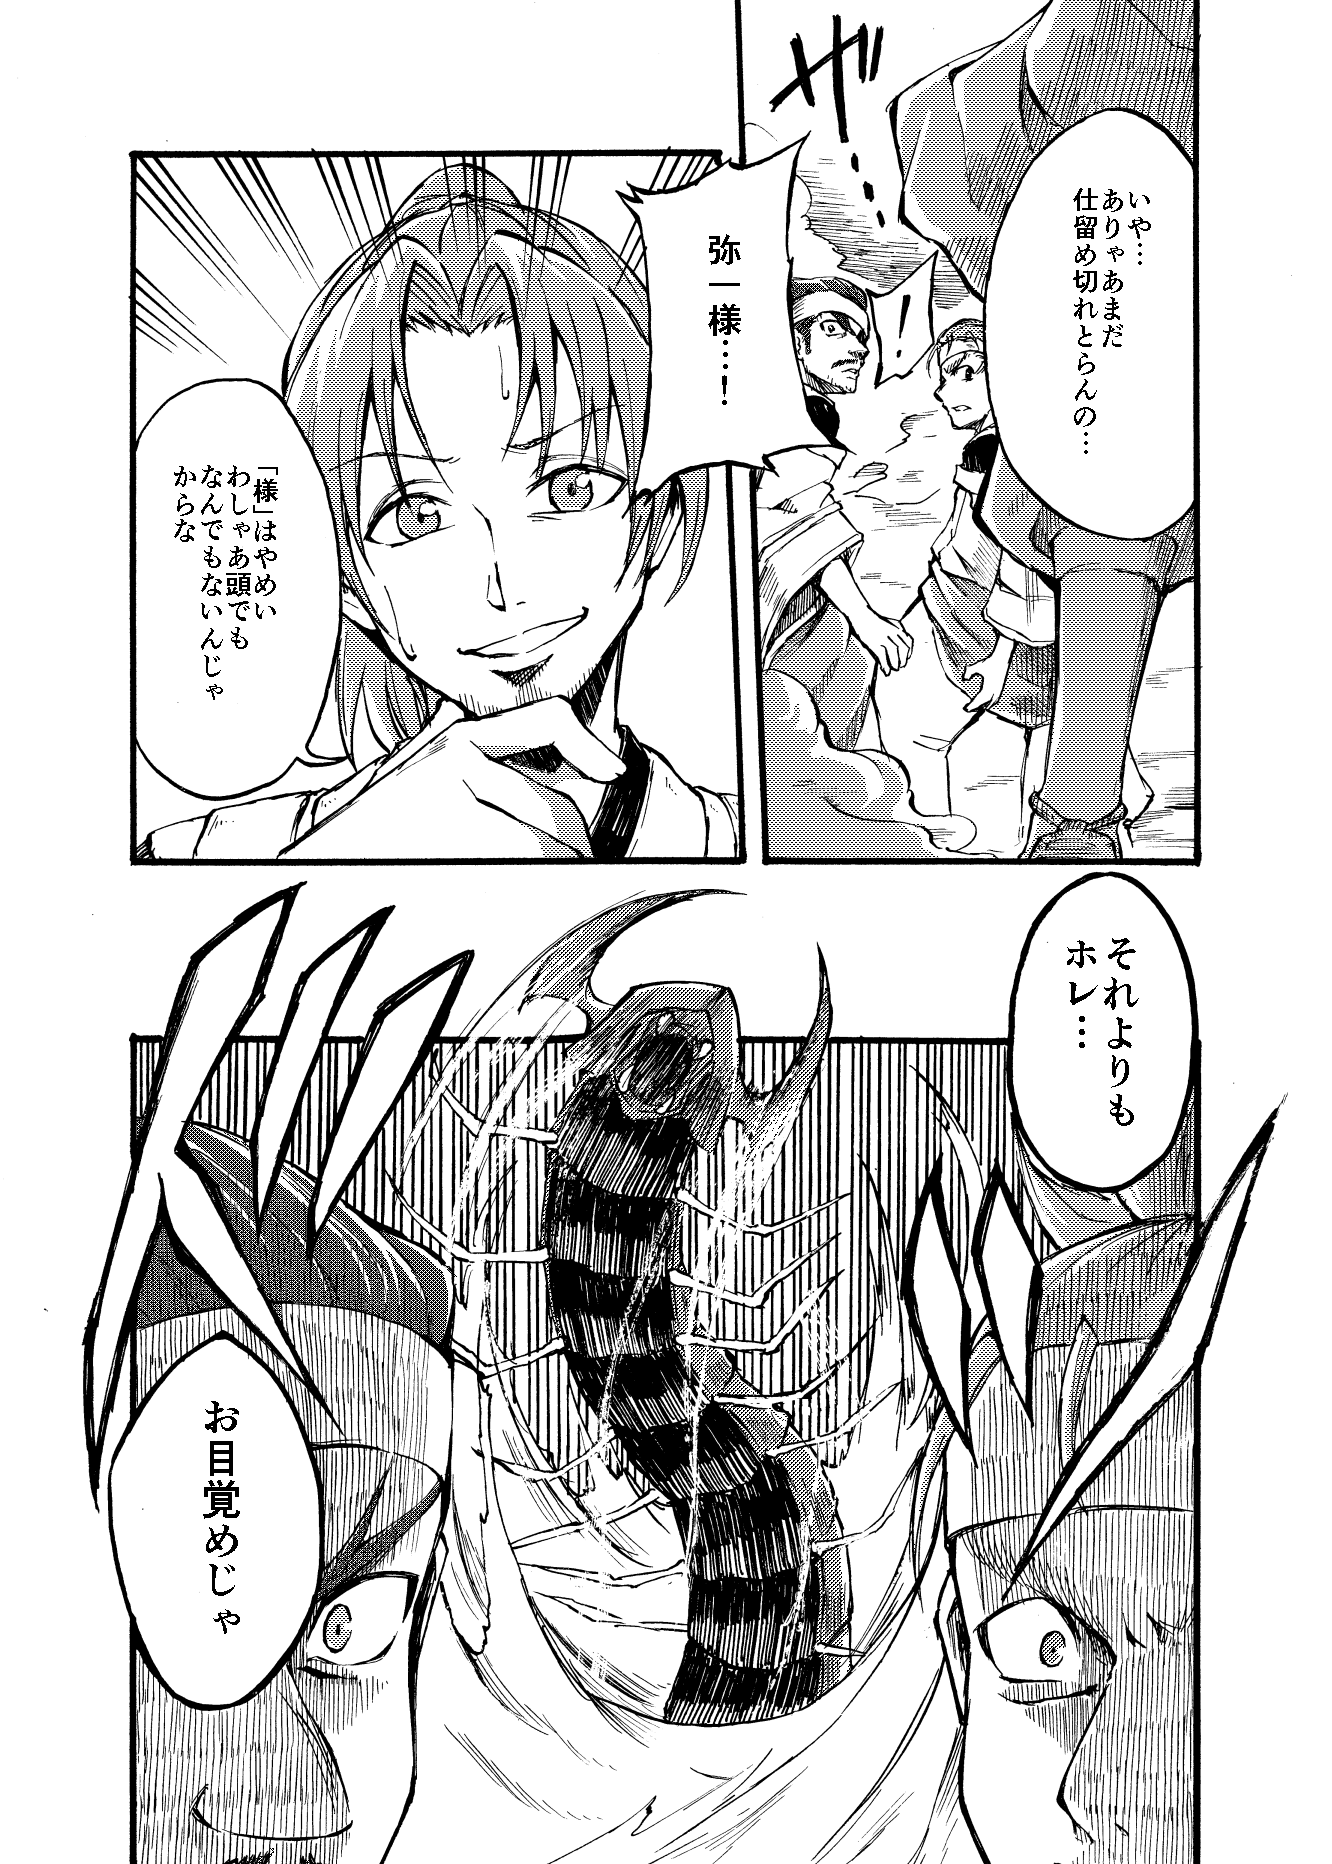 いや…
ありゃあまだ
仕留め切れとらんの…
ザ
！
弥一様…！
「様」はやめい
わしゃあ頭でも
なんでもないんじゃ
からな
それよりも
ホレ…
お目覚めじゃ